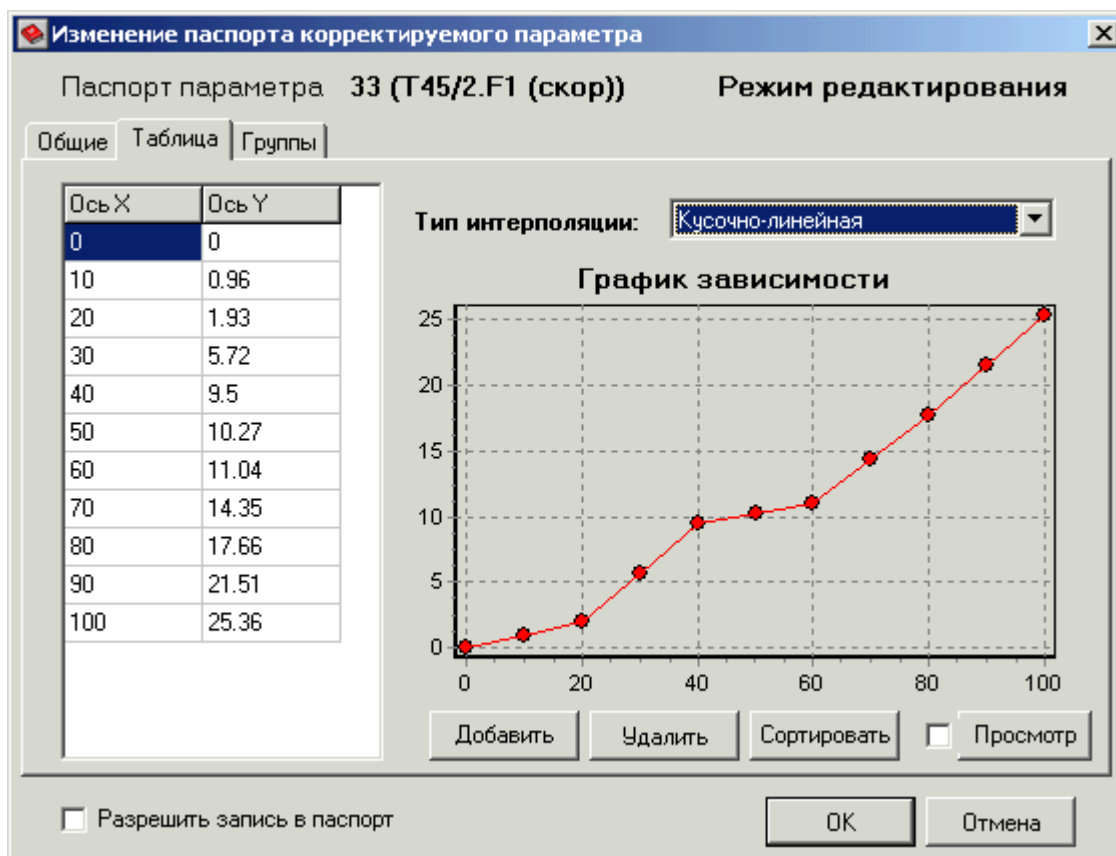 Изменение паспорта корректируемого параметра
Паспорт параметра 33 (Т45/2.F1 (скор)) Режим редактирования
Общие Таблица Группы
Ось X Ось Y
0 0
10 0.96
20 1.93
30 5.72
40 9.5
50 10.27
60 11.04
70 14.35
80 17.66
90 21.51
100 25.36
Тип интерполяции: Кусочно-линейная
График зависимости
25
20
15
10
5
0
0 20 40 60 80 100
Добавить Удалить Сортировать Просмотр
Разрешить запись в паспорт
OK Отмена